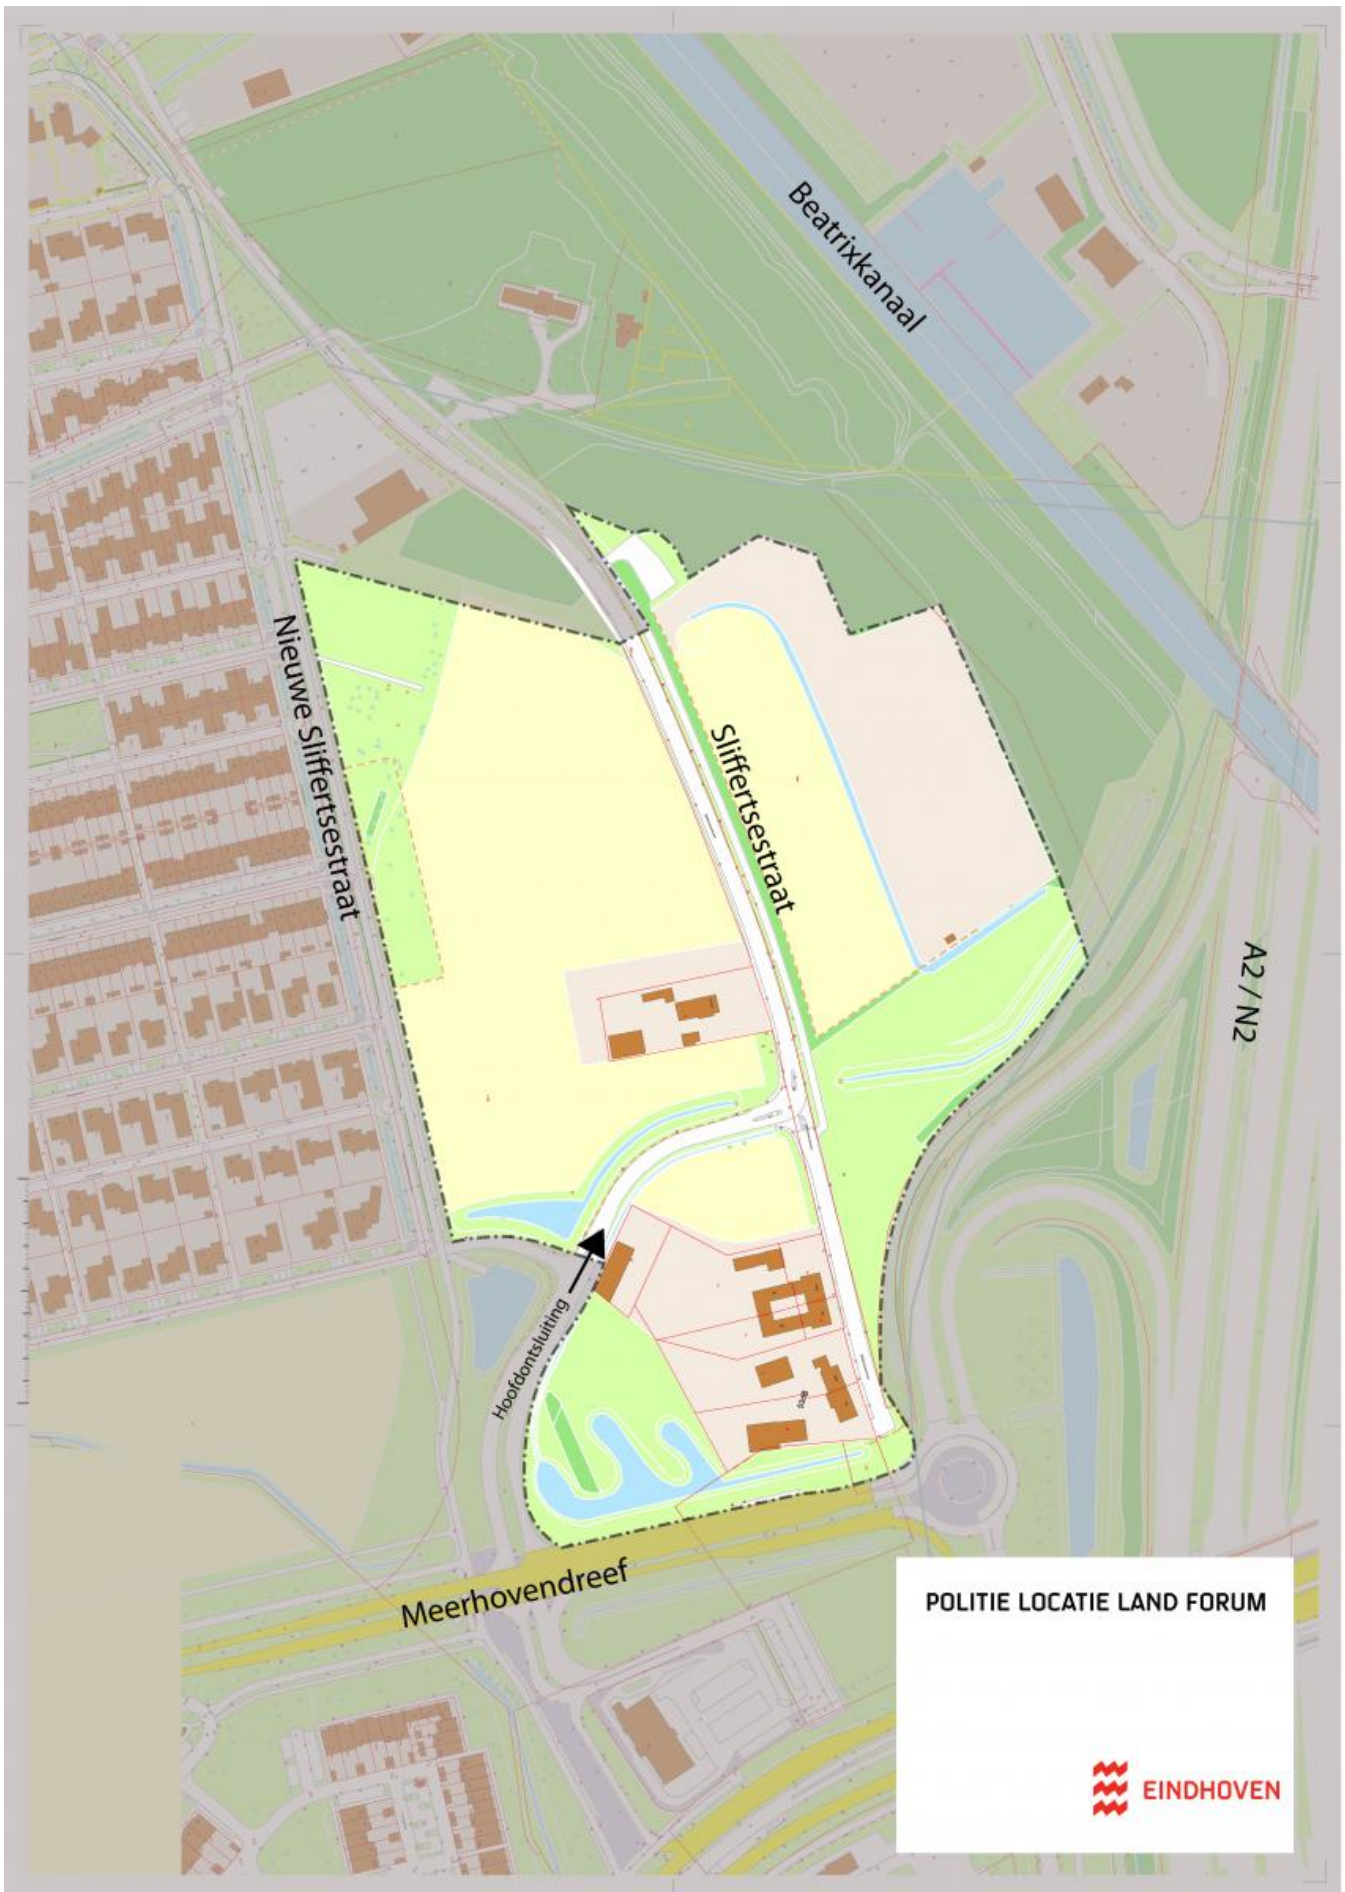 Beatrixkanaal
Nieuwe Sliffertsestraat
Sliffertsestraat
A2 / N2
Hoofdontsluiting
Meerhovendreef
POLITIE LOCATIE LAND FORUM
EINDHOVEN